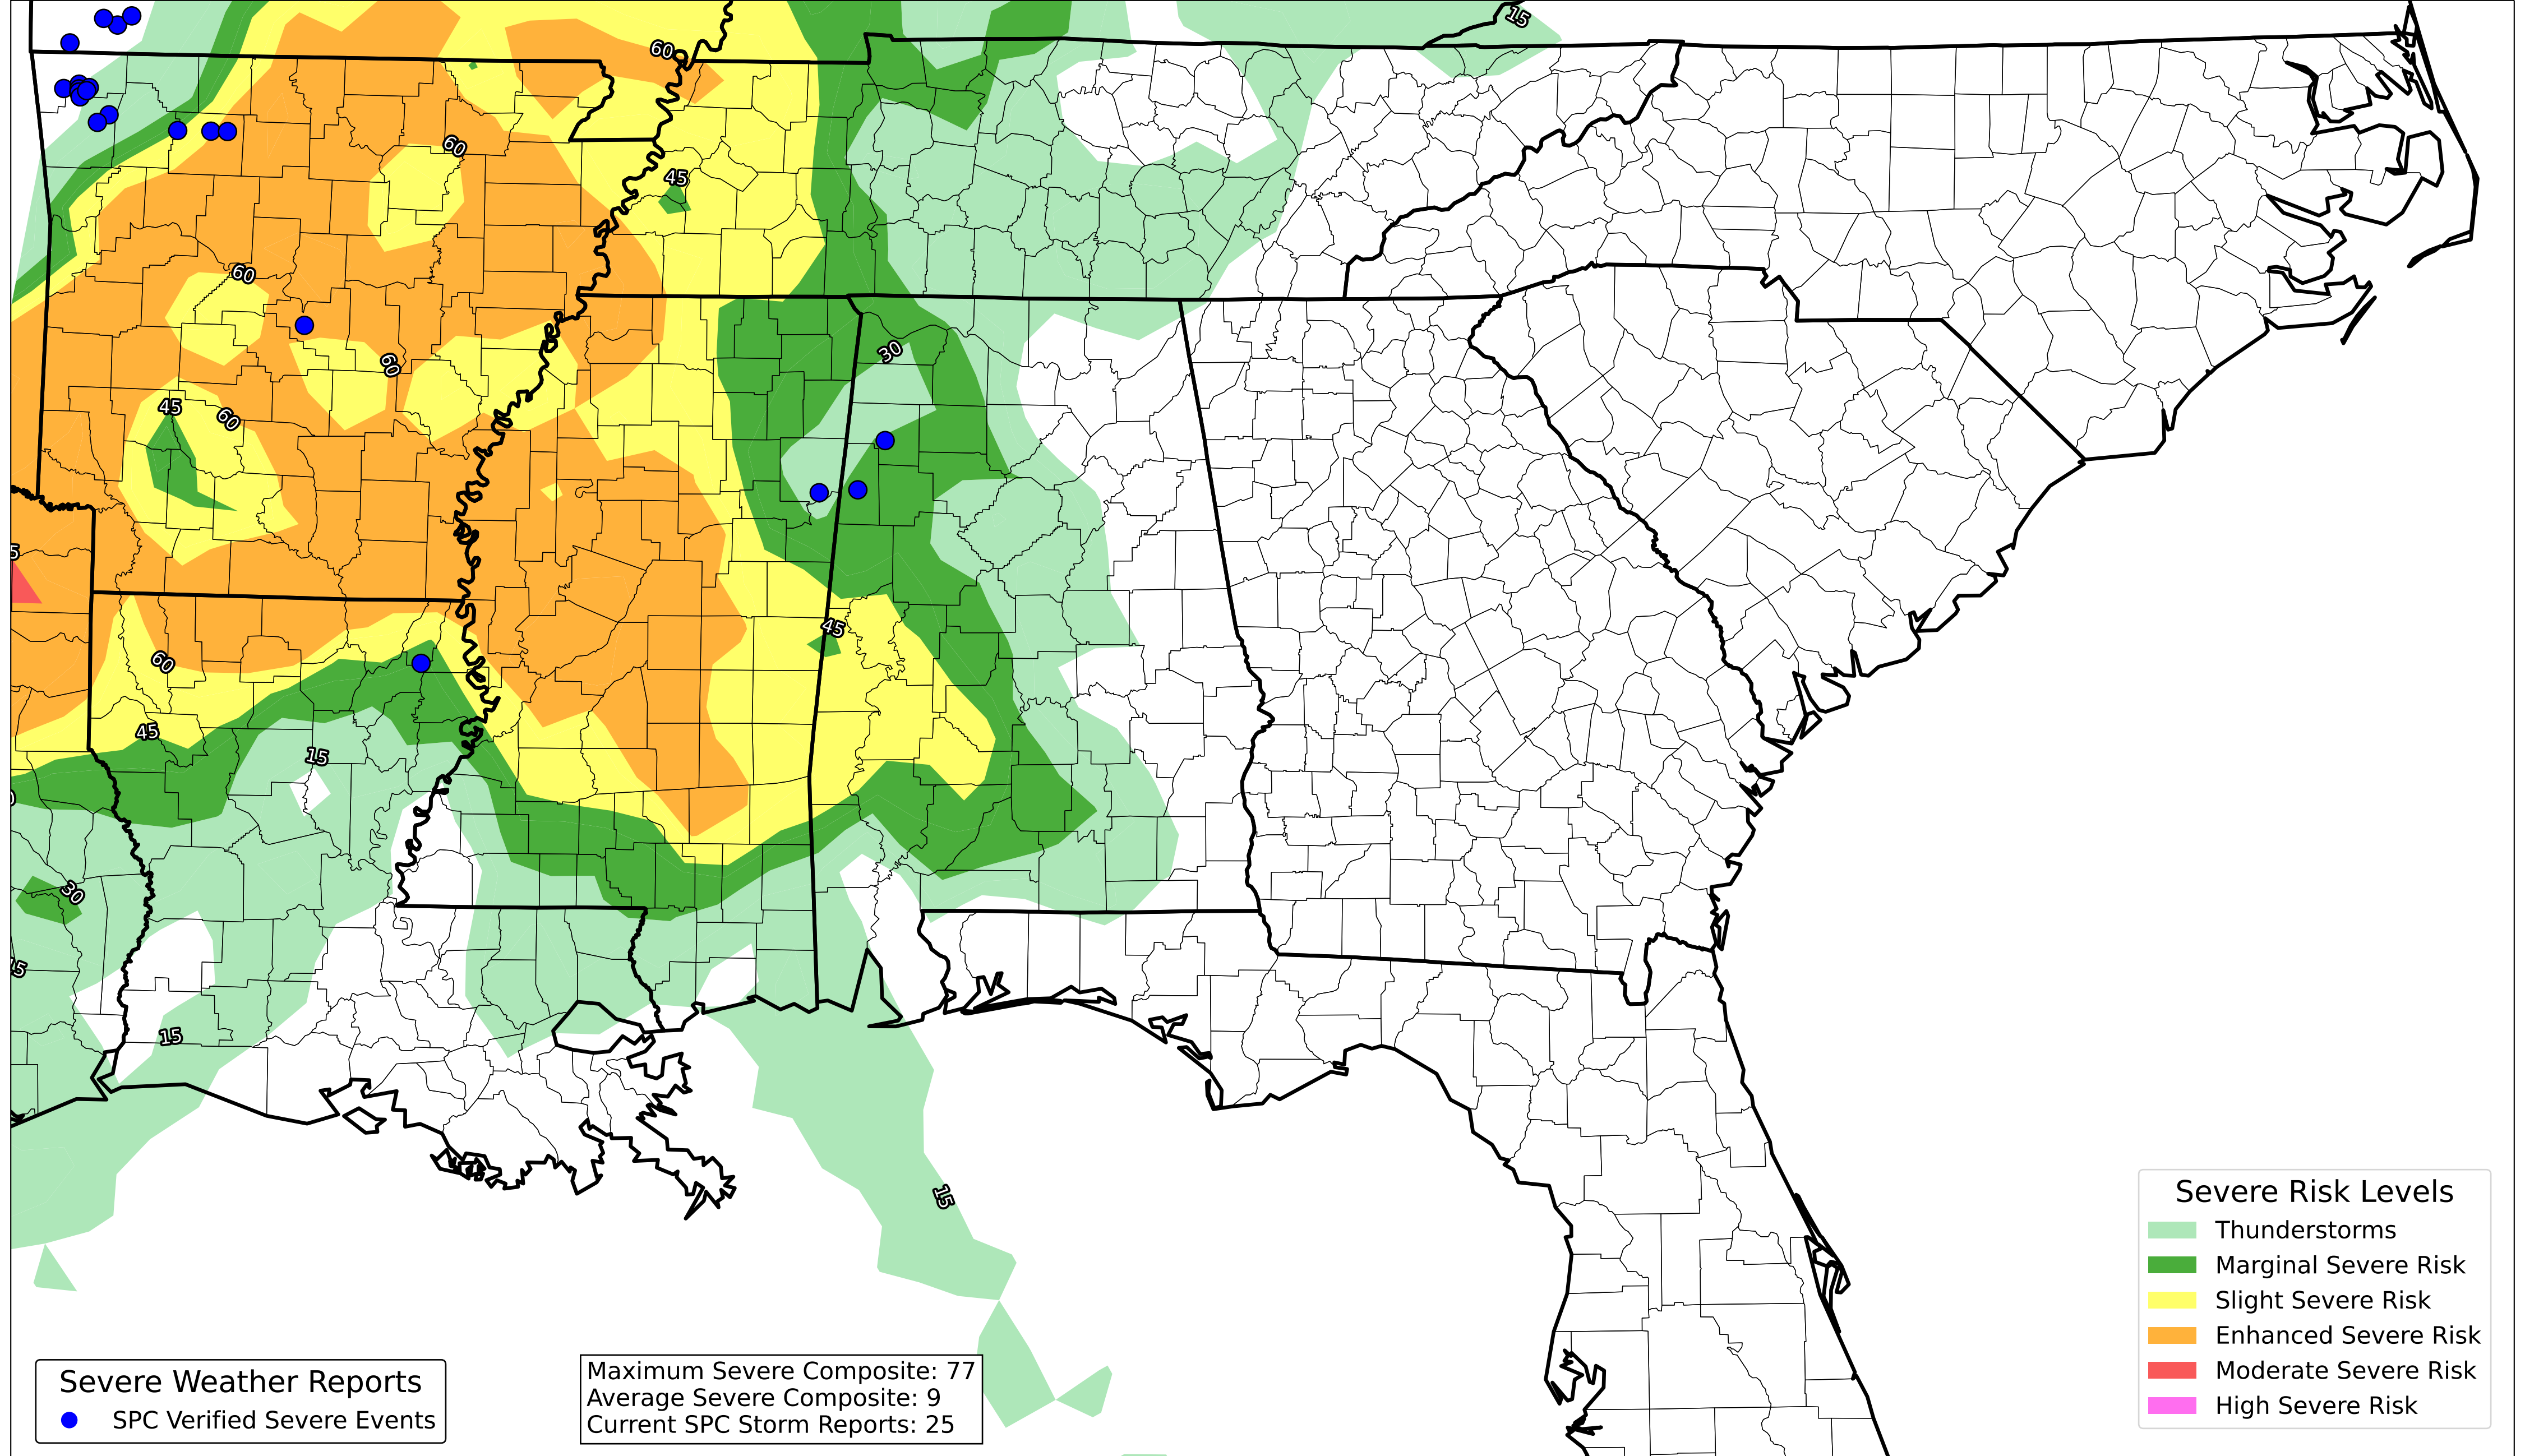 15
60
60
45
60
30
60
45
60
5
45
60
45
15
30
15
15
Severe Risk Levels
Thunderstorms
Marginal Severe Risk
Slight Severe Risk
Enhanced Severe Risk
Moderate Severe Risk
High Severe Risk
Maximum Severe Composite: 77
Average Severe Composite: 9
Current SPC Storm Reports: 25
Severe Weather Reports
SPC Verified Severe Events